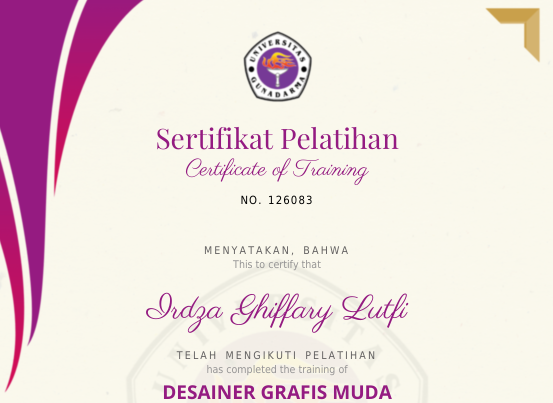 UNIVERSITAS GUNADARMA
Sertifikat Pelatihan
Certificate of Training
NO. 126083
MENYATAKAN, BAHWA
This to certify that
Irdza Ghiffary Lutfi
TELAH MENGIKUTI PELATIHAN
has completed the training of
DESAINER GRAFIS MUDA